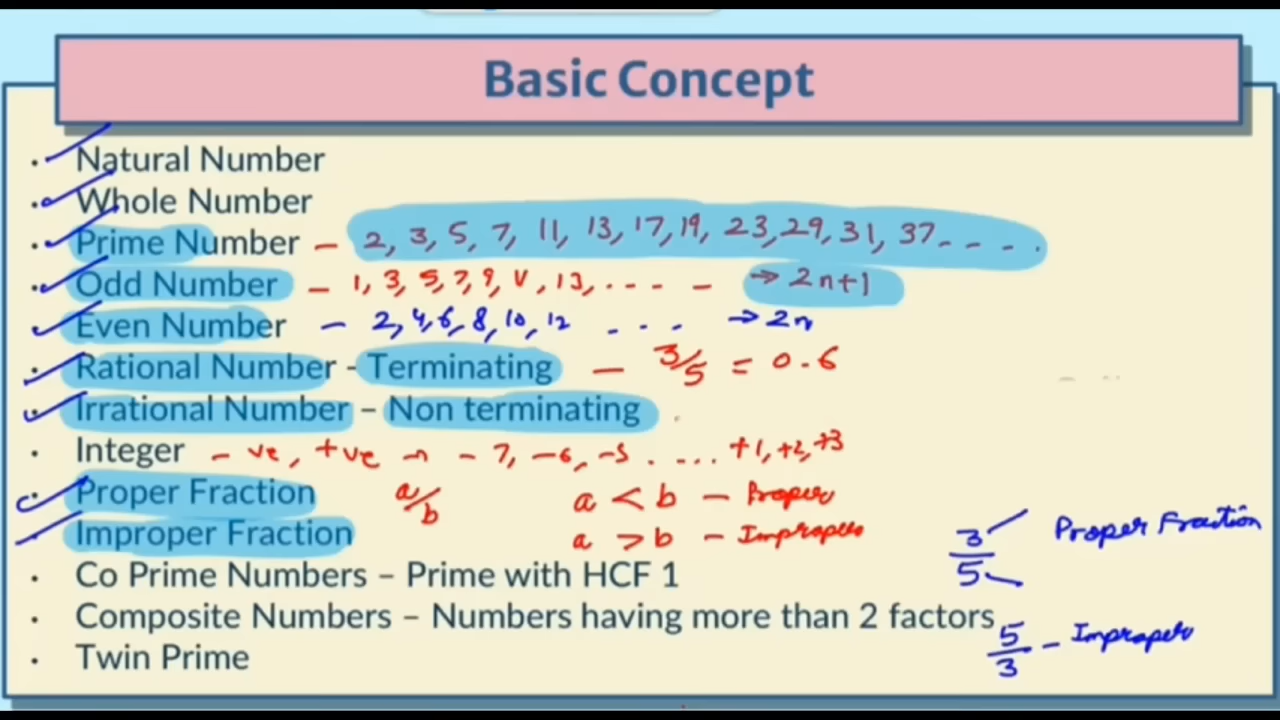 Basic Concept
· Natural Number
· Whole Number
· Prime Number – 2, 3, 5, 7, 11, 13, 17, 19, 23, 29, 31, 37 - - - .
· Odd Number – 1, 3, 5, 7, 9, 11, 13, . - - - – → 2n+1
· Even Number – 2, 4, 6, 8, 10, 12 . . . → 2n
· Rational Number - Terminating – 3/5 = 0.6
· Irrational Number – Non terminating
· Integer – -ve, +ve - - 7, -6, -5 . ... +1, +2, +3
· Proper Fraction a/b a < b – Proper
· Improper Fraction a > b – Improper
3/5 Proper Fraction
· Co Prime Numbers – Prime with HCF 1
· Composite Numbers – Numbers having more than 2 factors
5/3 – Improper
· Twin Prime